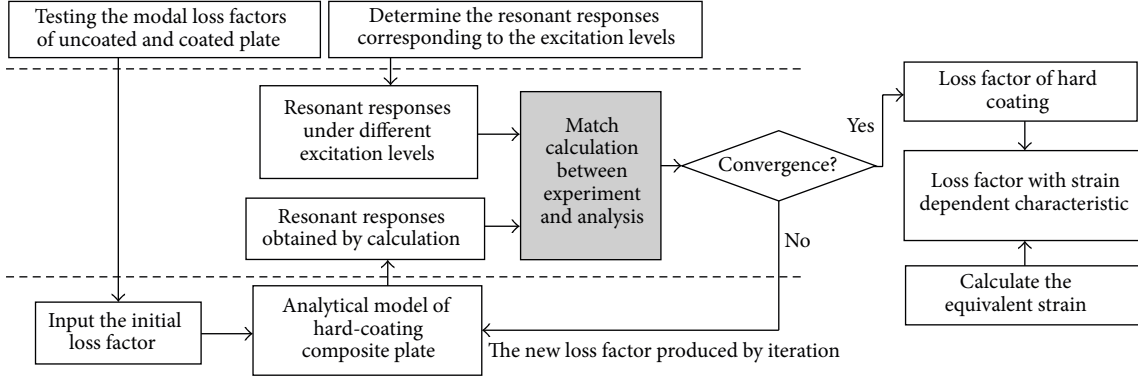 Testing the modal loss factors
of uncoated and coated plate
Determine the resonant responses
corresponding to the excitation levels
Resonant responses
under different
excitation levels
Match
calculation
between
experiment
and analysis
Convergence?
Yes
No
Loss factor of hard
coating
Loss factor with strain
dependent characteristic
Calculate the
equivalent strain
Resonant responses
obtained by calculation
Input the initial
loss factor
Analytical model of
hard-coating
composite plate
The new loss factor produced by iteration